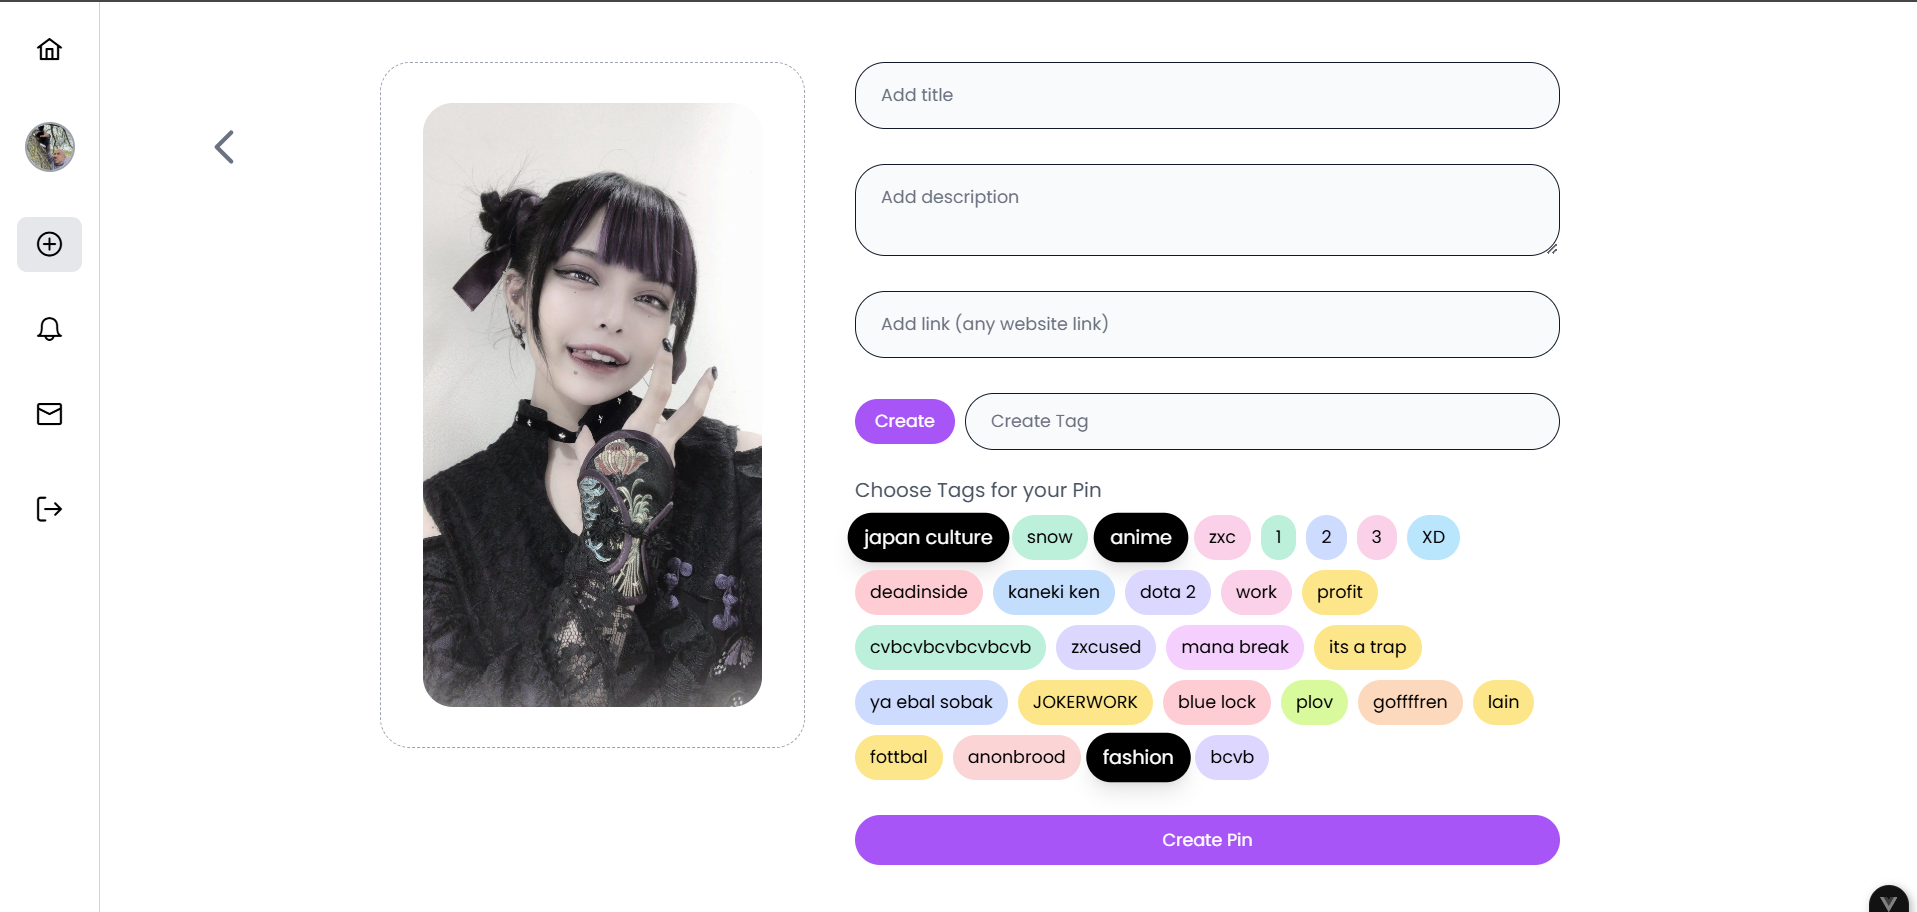 Add title
Add description
Add link (any website link)
Create Create Tag
Choose Tags for your Pin
japan culture snow anime zxc 1 2 3 XD
deadinside kaneki ken dota 2 work profit
cvbcvbcvbcvbcvb zxcused mana break its a trap
ya ebal sobak JOKERWORK blue lock plov goffffren lain
fottbal anonbrood fashion bcvb
Create Pin